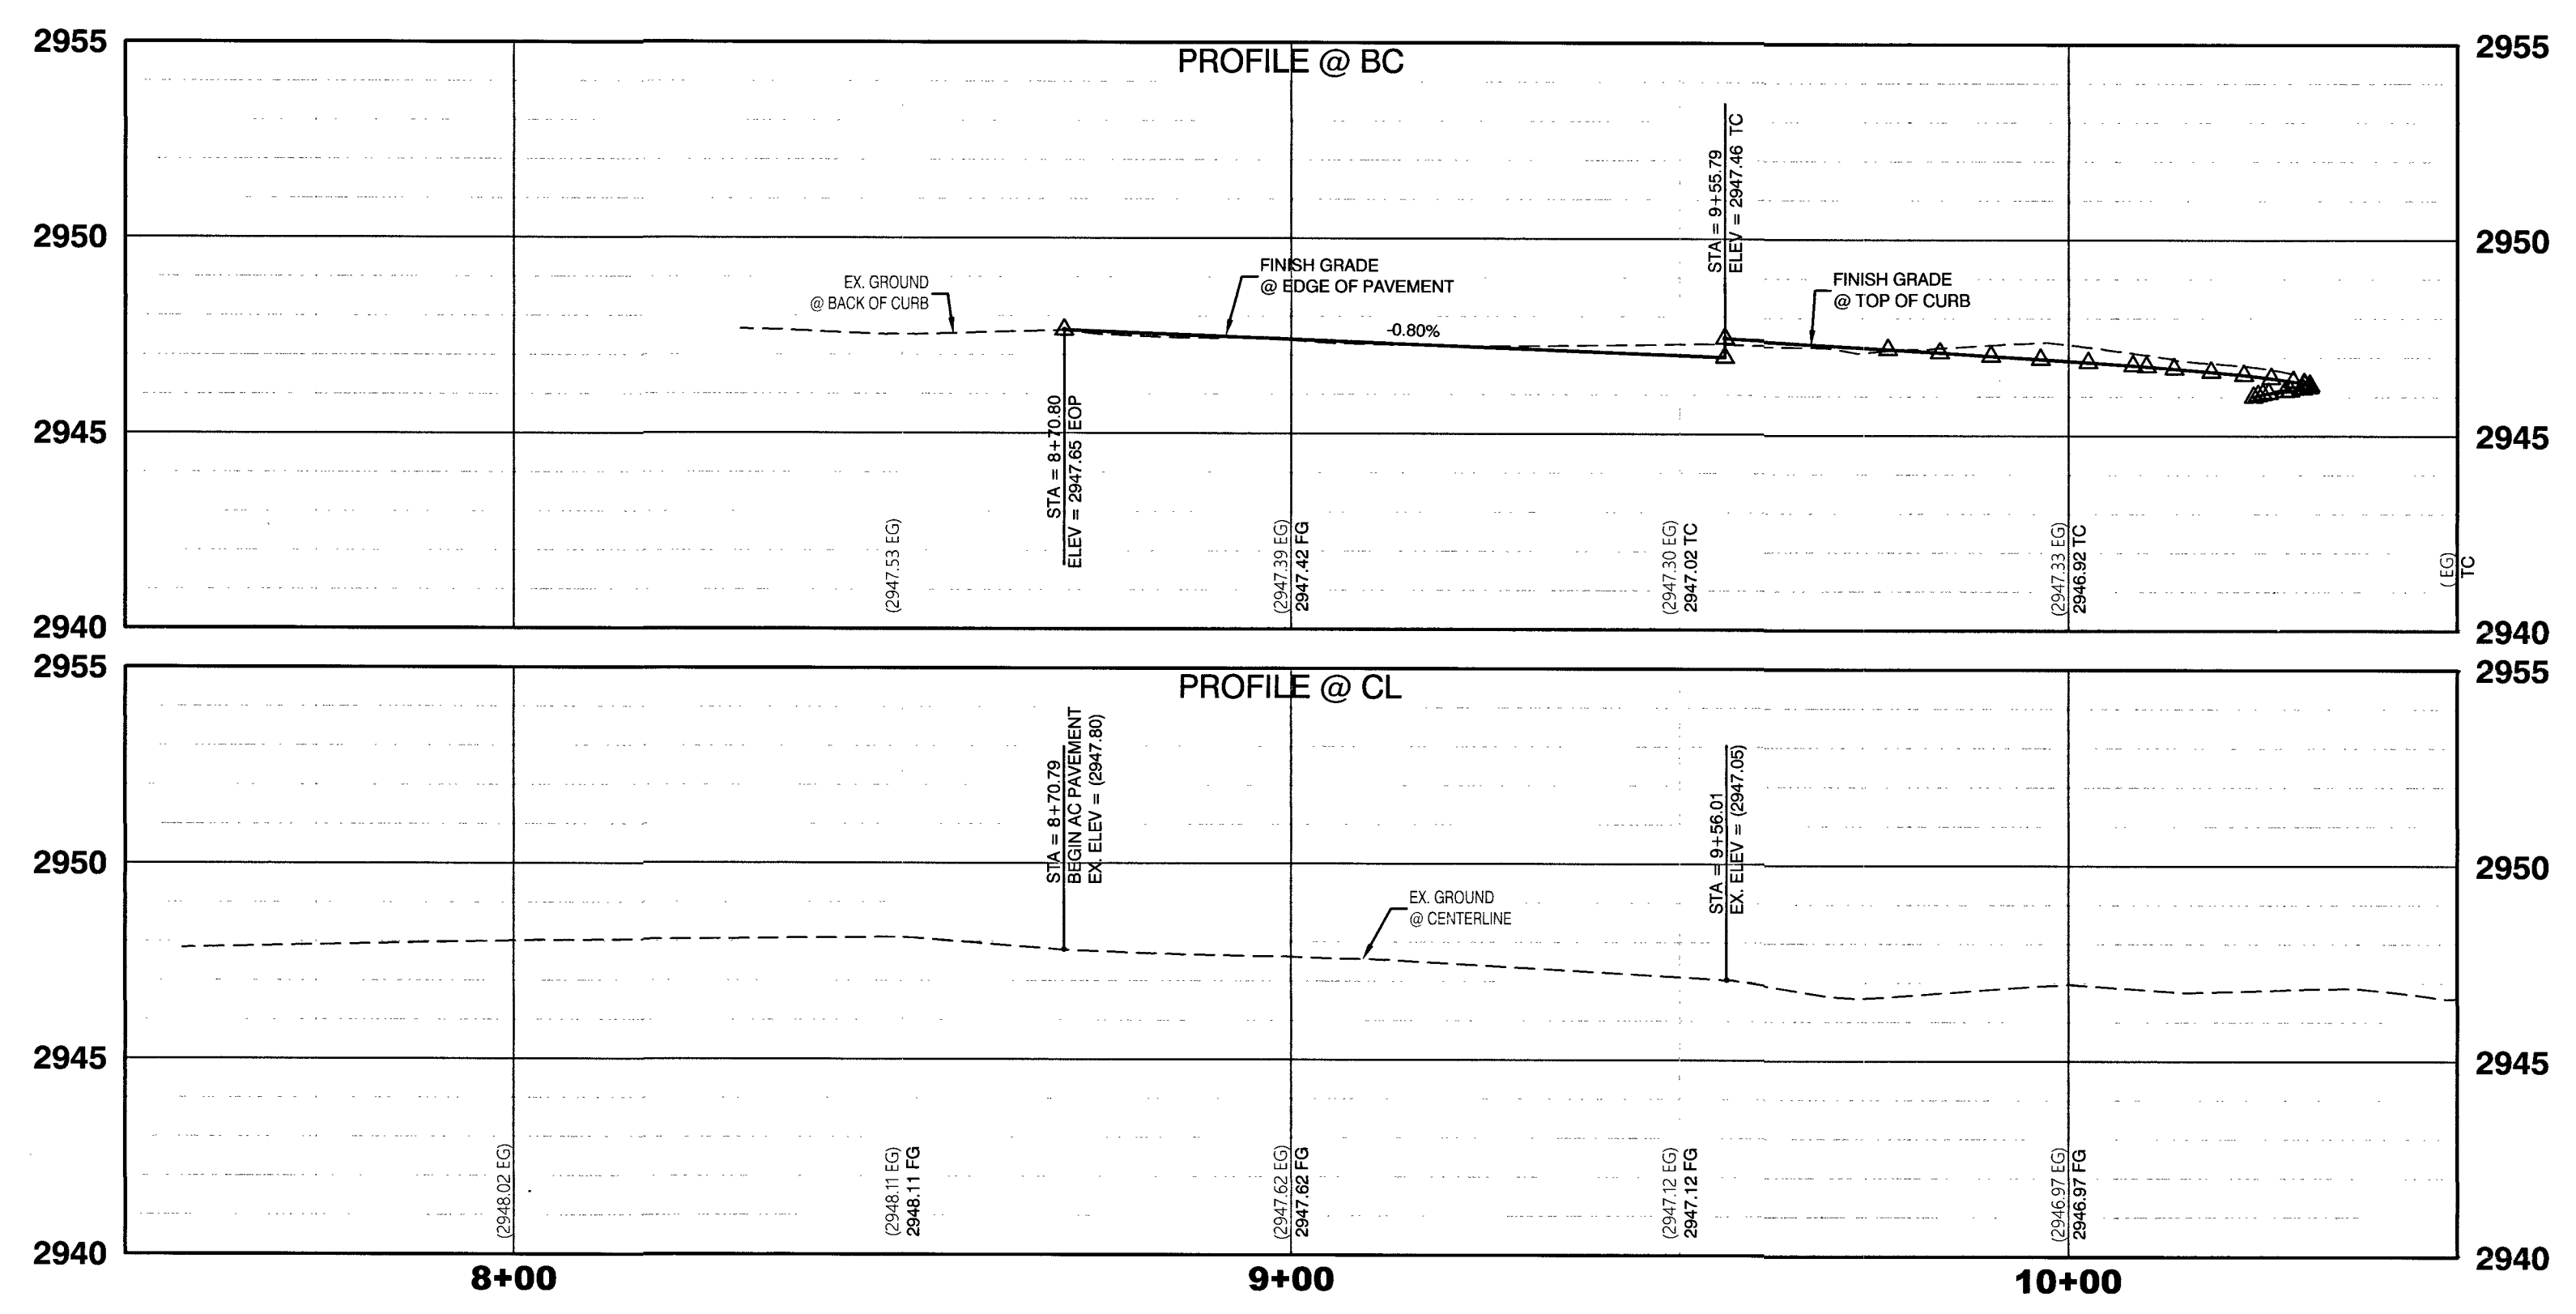 PROFILE @ BC
2955
2955
2950
2950
2945
2945
2940
2940
EX. GROUND
@ BACK OF CURB
FINISH GRADE
@ EDGE OF PAVEMENT
-0.80%
STA = 9+55.79
ELEV = 2947.46 TC
FINISH GRADE
@ TOP OF CURB
STA = 8+70.80
ELEV = 2947.65 EOP
(2947.53 EG)
(2947.39 EG)
2947.42 FG
(2947.30 EG)
2947.02 TC
(2947.33 EG)
2946.92 TC
( EG)
TC
PROFILE @ CL
2955
2955
2950
2950
2945
2945
2940
2940
STA = 8+70.79
BEGIN AC PAVEMENT
EX. ELEV = (2947.80)
STA = 9+56.01
EX. ELEV = (2947.05)
EX. GROUND
@ CENTERLINE
(2948.02 EG)
(2948.11 EG)
2948.11 FG
(2947.62 EG)
2947.62 FG
(2947.12 EG)
2947.12 FG
(2946.97 EG)
2946.97 FG
8+00
9+00
10+00